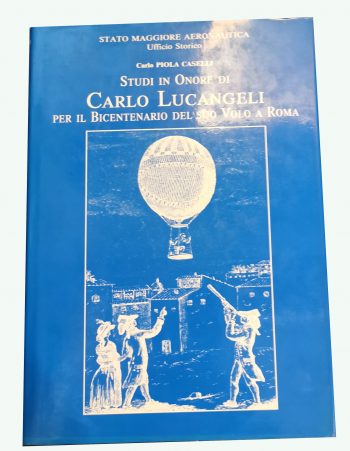 STATO MAGGIORE AERONAUTICA
Ufficio Storico
Carlo PIOLA CASELLI
STUDI IN ONORE DI
CARLO LUCANGELI
PER IL BICENTENARIO DEL SUO VOLO A ROMA